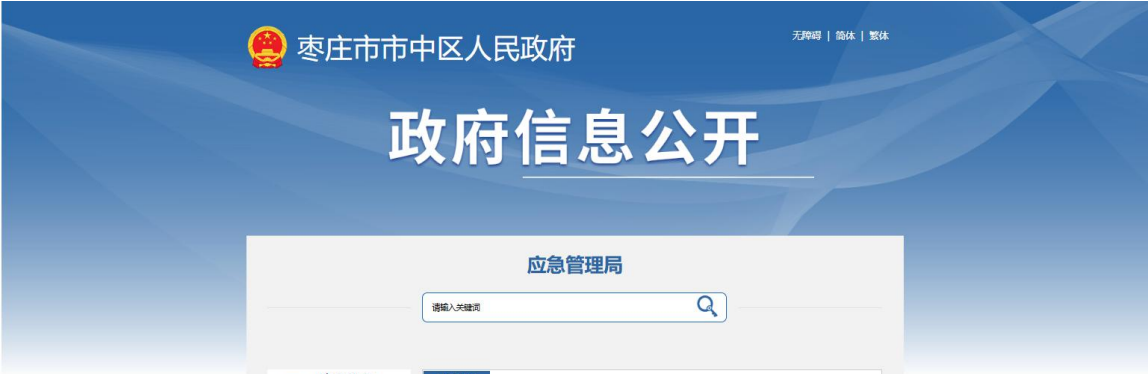 枣庄市市中区人民政府
无障碍 | 简体 | 繁体
政府信息公开
应急管理局
请输入关键词